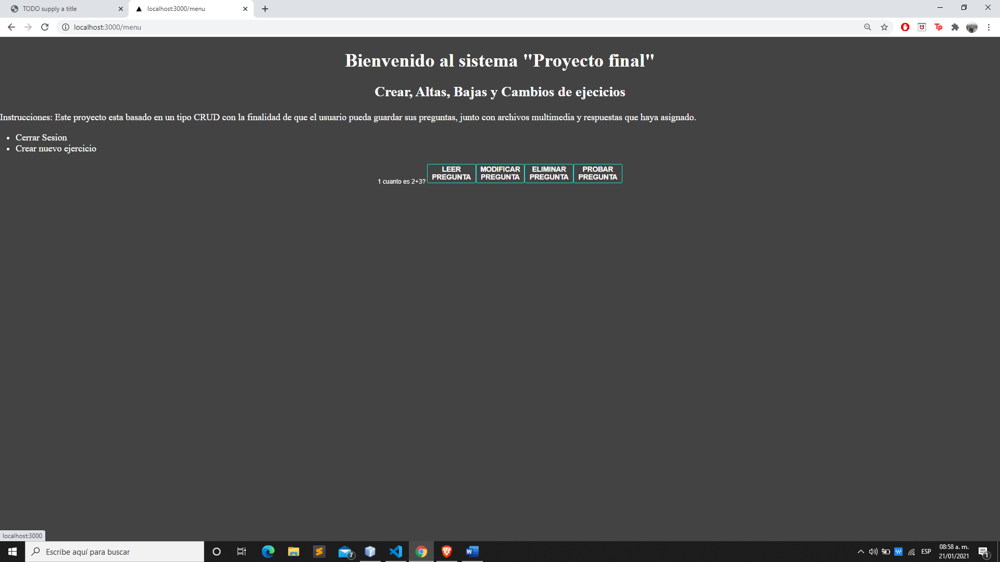 TODO supply a title
localhost:3000/menu
localhost:3000/menu
Tp
Bienvenido al sistema "Proyecto final"
Crear, Altas, Bajas y Cambios de ejecicios
Instrucciones: Este proyecto esta basado en un tipo CRUD con la finalidad de que el usuario pueda guardar sus preguntas, junto con archivos multimedia y respuestas que haya asignado.
Cerrar Sesion
Crear nuevo ejercicio
1 cuanto es 2+3?
LEER
PREGUNTA
MODIFICAR
PREGUNTA
ELIMINAR
PREGUNTA
PROBAR
PREGUNTA
localhost:3000
Escribe aquí para buscar
7
W
W
ESP
08:58 a. m.
21/01/2021
1